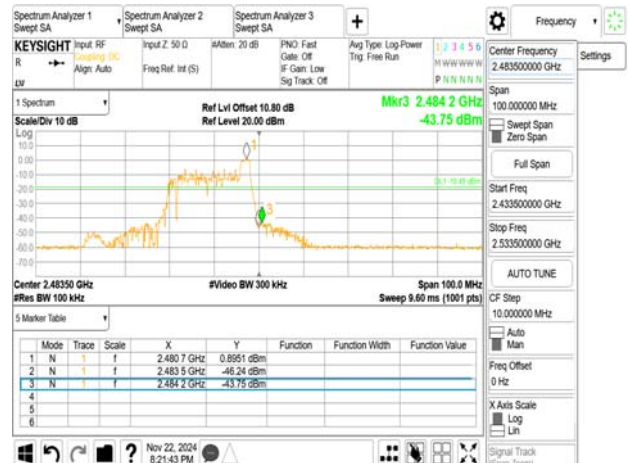 Spectrum Analyzer 1
Swept SA
Spectrum Analyzer 2
Swept SA
Spectrum Analyzer 3
Swept SA
+
Frequency
KEYSIGHT
R
Input: RF
Coupling: DC
Align: Auto
Input Z: 50 Ω
Freq Ref: Int (S)
#Atten: 20 dB
PNO: Fast
Gate: Off
IF Gain: Low
Sig Track: Off
Avg Type: Log-Power
Trig: Free Run
1 2 3 4 5 6
M W W W W W
P N N N N N
1 Spectrum
Scale/Div 10 dB
Log
Ref Lvl Offset 10.80 dB
Ref Level 20.00 dBm
Mkr3 2.484 2 GHz
-43.75 dBm
10.0
0.00
-10.0
-20.0
-30.0
-40.0
-50.0
-60.0
-70.0
1
3
Center 2.48350 GHz
#Res BW 100 kHz
#Video BW 300 kHz
Span 100.0 MHz
Sweep 9.60 ms (1001 pts)
5 Marker Table
Mode Trace Scale X Y Function Function Width Function Value
1 N 1 f 2.480 7 GHz 0.8951 dBm
2 N 1 f 2.483 5 GHz -46.24 dBm
3 N 1 f 2.484 2 GHz -43.75 dBm
4
5
6
Nov 22, 2024
8:21:43 PM
Center Frequency
2.483500000 GHz
Settings
Span
100.000000 MHz
Swept Span
Zero Span
Full Span
Start Freq
2.433500000 GHz
Stop Freq
2.533500000 GHz
AUTO TUNE
CF Step
10.000000 MHz
Auto
Man
Freq Offset
0 Hz
X Axis Scale
Log
Lin
Signal Track